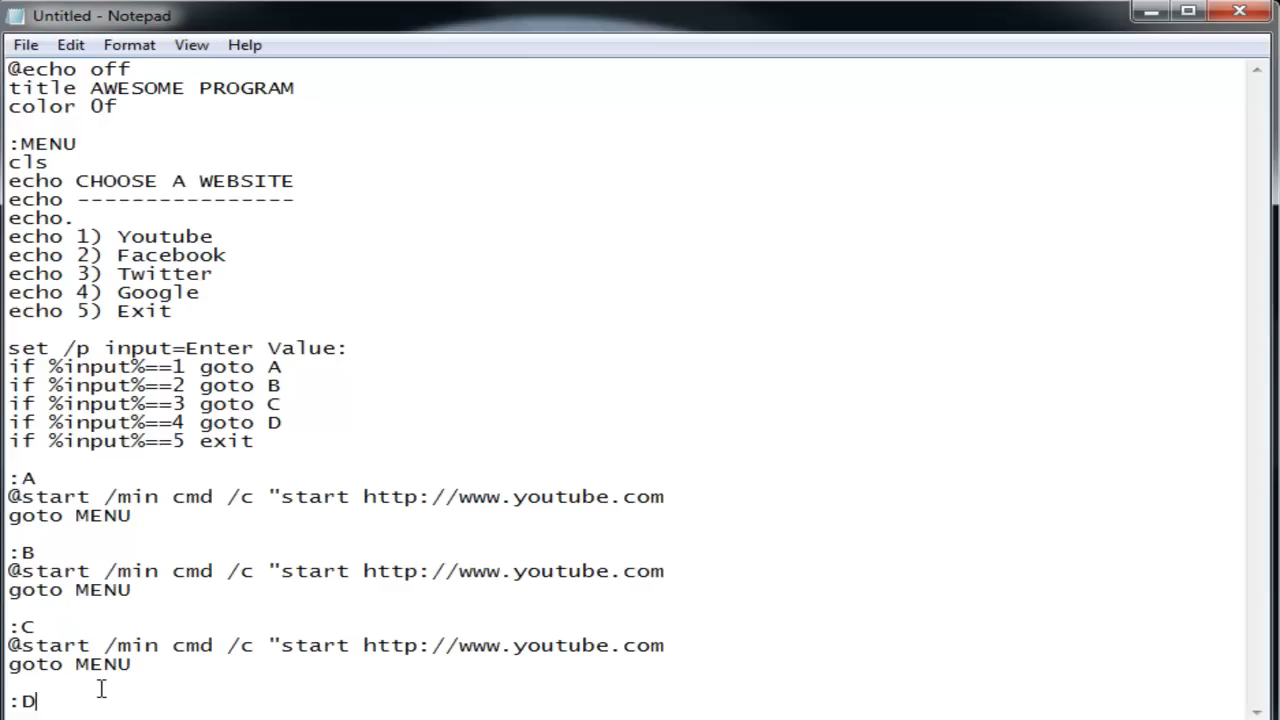 Untitled - Notepad
File Edit Format View Help
@echo off
title AWESOME PROGRAM
color 0f
:MENU
cls
echo CHOOSE A WEBSITE
echo ----------------
echo.
echo 1) Youtube
echo 2) Facebook
echo 3) Twitter
echo 4) Google
echo 5) Exit
set /p input=Enter Value:
if %input%==1 goto A
if %input%==2 goto B
if %input%==3 goto C
if %input%==4 goto D
if %input%==5 exit
:A
@start /min cmd /c "start http://www.youtube.com
goto MENU
:B
@start /min cmd /c "start http://www.youtube.com
goto MENU
:C
@start /min cmd /c "start http://www.youtube.com
goto MENU
:D